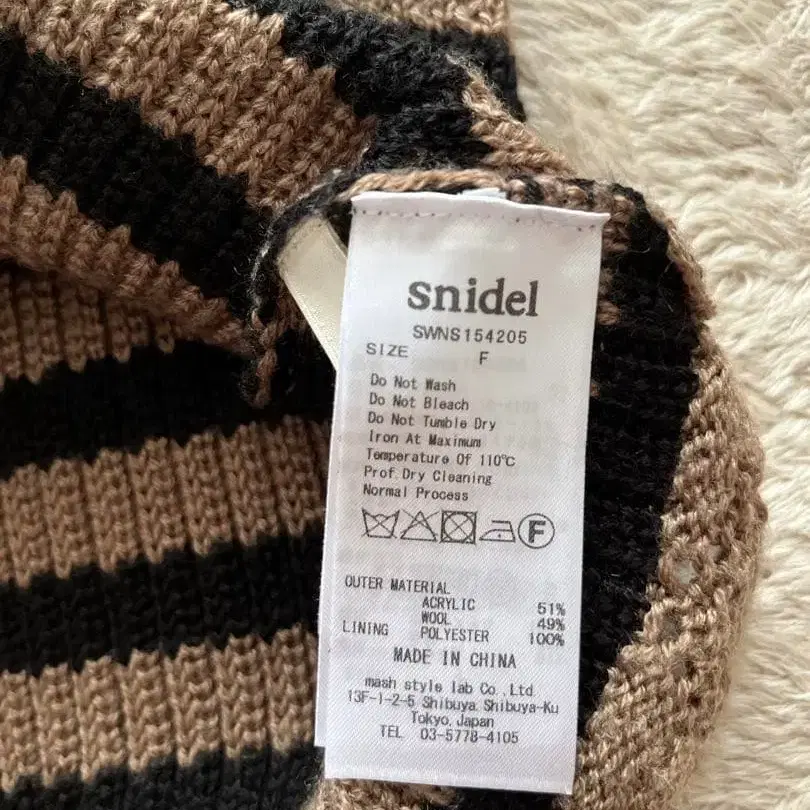 snidel
SWNS154205
SIZE F
Do Not Wash
Do Not Bleach
Do Not Tumble Dry
Iron At Maximum
Temperature Of 110℃
Prof. Dry Cleaning
Normal Process
F
OUTER MATERIAL
ACRYLIC 51%
WOOL 49%
LINING POLYESTER 100%
MADE IN CHINA
mash style lab Co., Ltd
13F-1-2-5 Shibuya. Shibuya-Ku
Tokyo. Japan
TEL 03-5778-4105